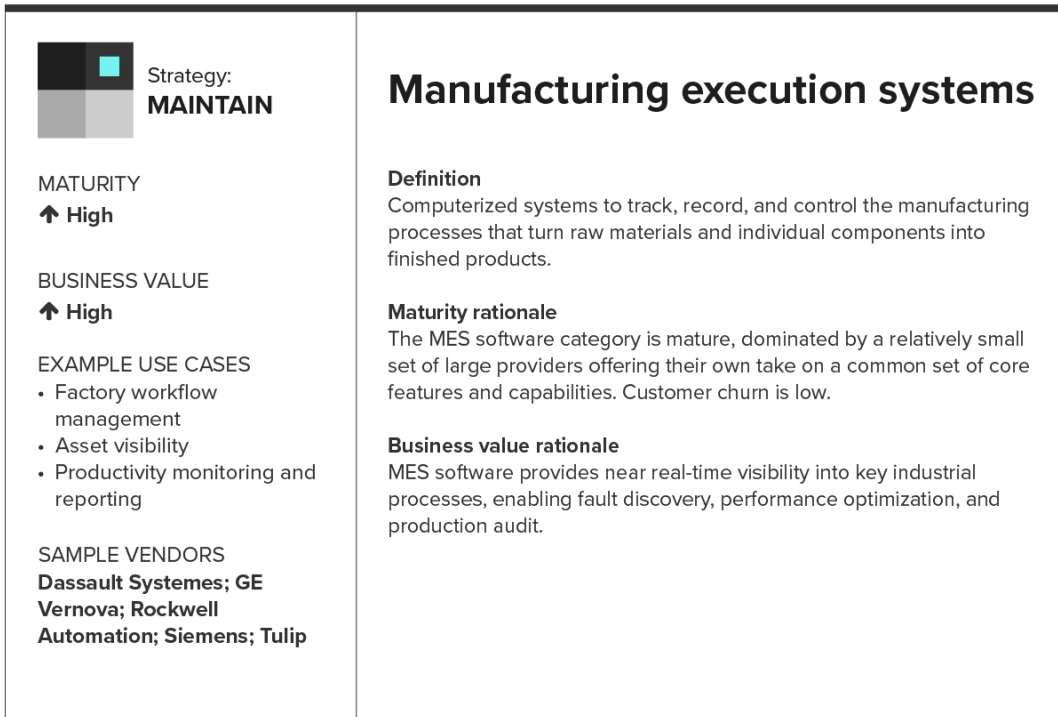 Strategy:
MAINTAIN
MATURITY
↑ High
BUSINESS VALUE
↑ High
EXAMPLE USE CASES
• Factory workflow
management
• Asset visibility
• Productivity monitoring and
reporting
SAMPLE VENDORS
Dassault Systemes; GE
Vernova; Rockwell
Automation; Siemens; Tulip
Manufacturing execution systems
Definition
Computerized systems to track, record, and control the manufacturing
processes that turn raw materials and individual components into
finished products.
Maturity rationale
The MES software category is mature, dominated by a relatively small
set of large providers offering their own take on a common set of core
features and capabilities. Customer churn is low.
Business value rationale
MES software provides near real-time visibility into key industrial
processes, enabling fault discovery, performance optimization, and
production audit.